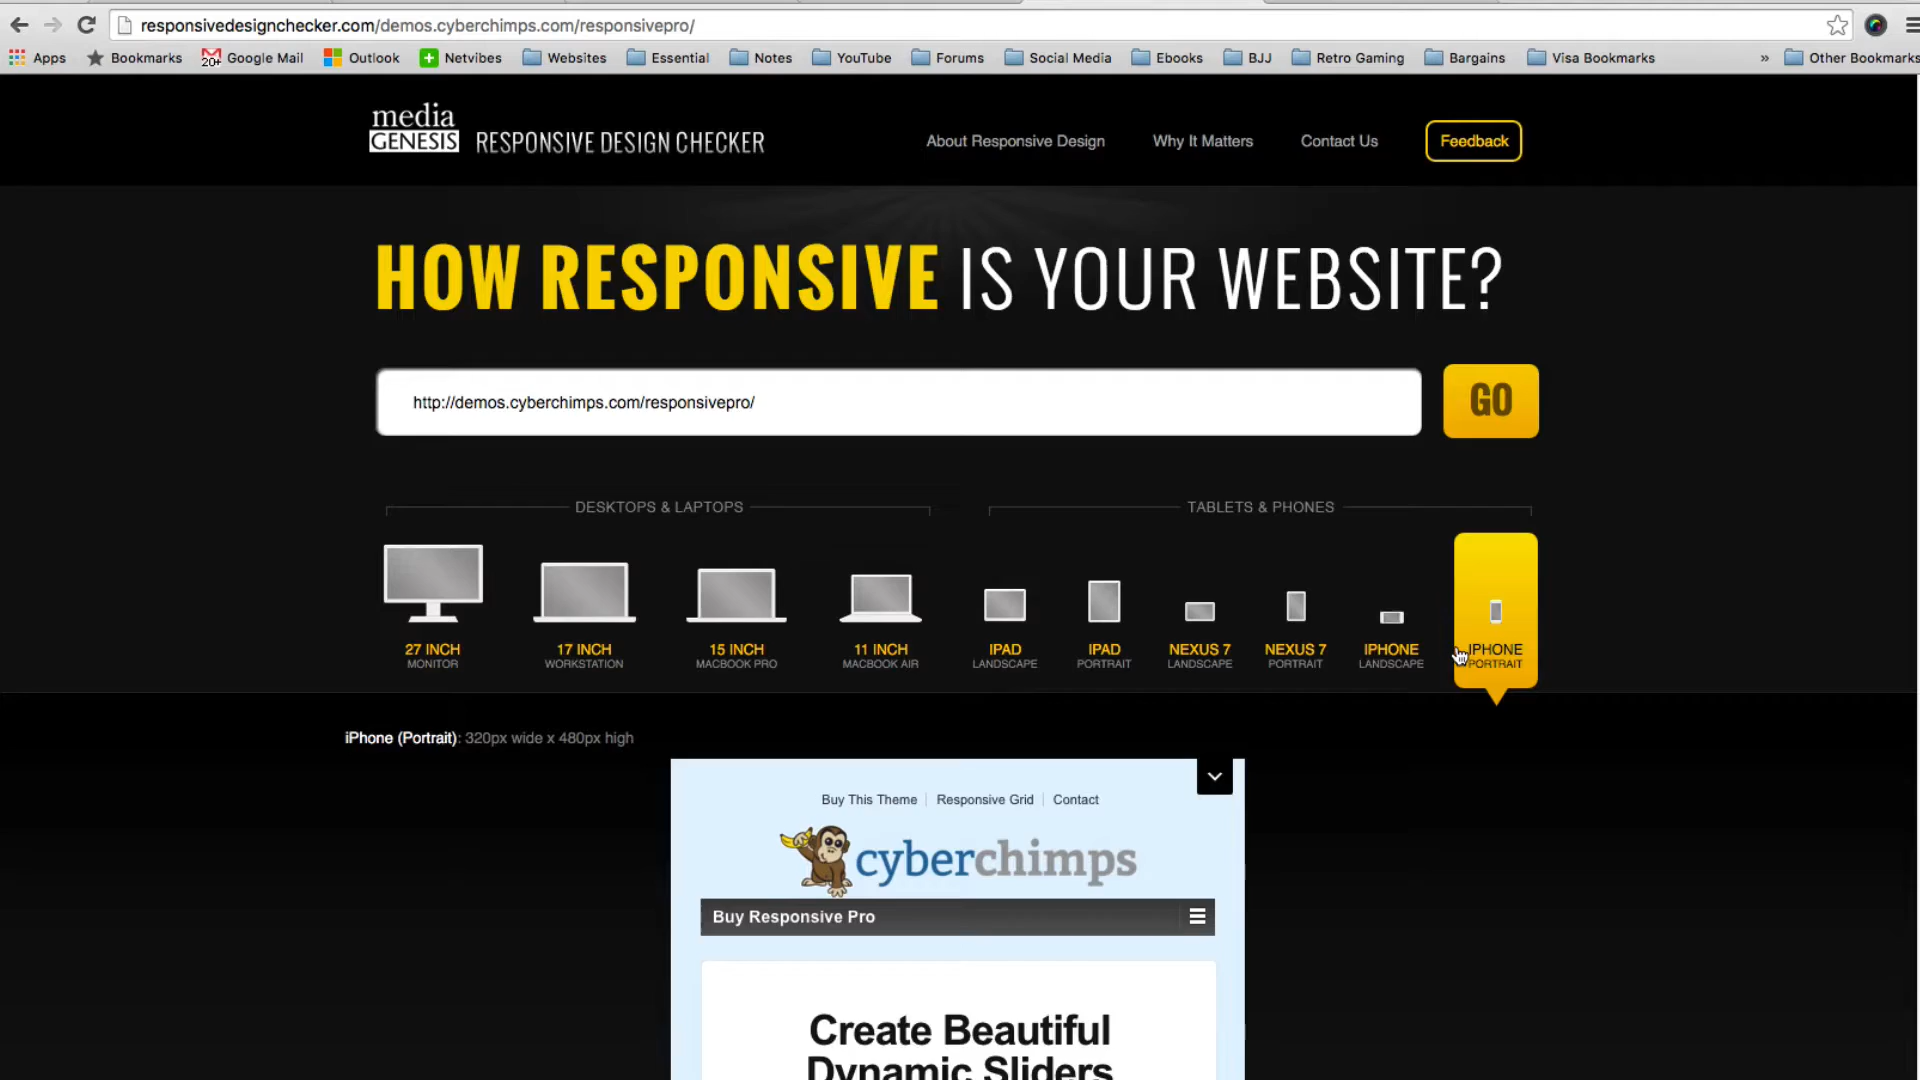 responsivedesignchecker.com/demos.cyberchimps.com/responsivepro/
Apps Bookmarks 20+ Google Mail Outlook Netvibes Websites Essential Notes YouTube Forums Social Media Ebooks BJJ Retro Gaming Bargains Visa Bookmarks » Other Bookmarks
media
GENESIS RESPONSIVE DESIGN CHECKER About Responsive Design Why It Matters Contact Us Feedback
HOW RESPONSIVE IS YOUR WEBSITE?
http://demos.cyberchimps.com/responsivepro/ GO
DESKTOPS & LAPTOPS TABLETS & PHONES
27 INCH 17 INCH 15 INCH 11 INCH IPAD IPAD NEXUS 7 NEXUS 7 IPHONE IPHONE
MONITOR WORKSTATION MACBOOK PRO MACBOOK AIR LANDSCAPE PORTRAIT LANDSCAPE PORTRAIT LANDSCAPE PORTRAIT
iPhone (Portrait): 320px wide x 480px high
Buy This Theme Responsive Grid Contact
cyberchimps
Buy Responsive Pro
Create Beautiful
Dynamic Sliders